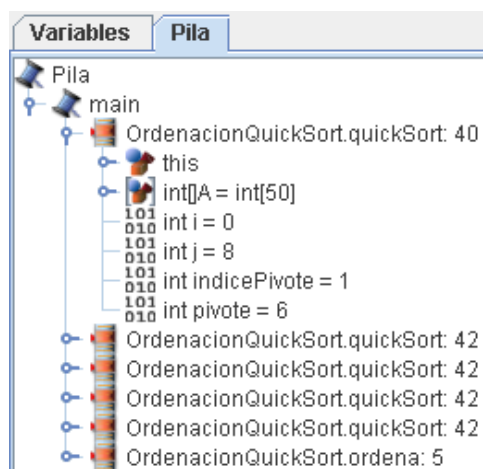 Variables Pila
Pila
main
OrdenacionQuickSort.quickSort: 40
this
int[]A = int[50]
101
010 int i = 0
101
010 int j = 8
101
010 int indicePivote = 1
101
010 int pivote = 6
OrdenacionQuickSort.quickSort: 42
OrdenacionQuickSort.quickSort: 42
OrdenacionQuickSort.quickSort: 42
OrdenacionQuickSort.quickSort: 42
OrdenacionQuickSort.ordena: 5